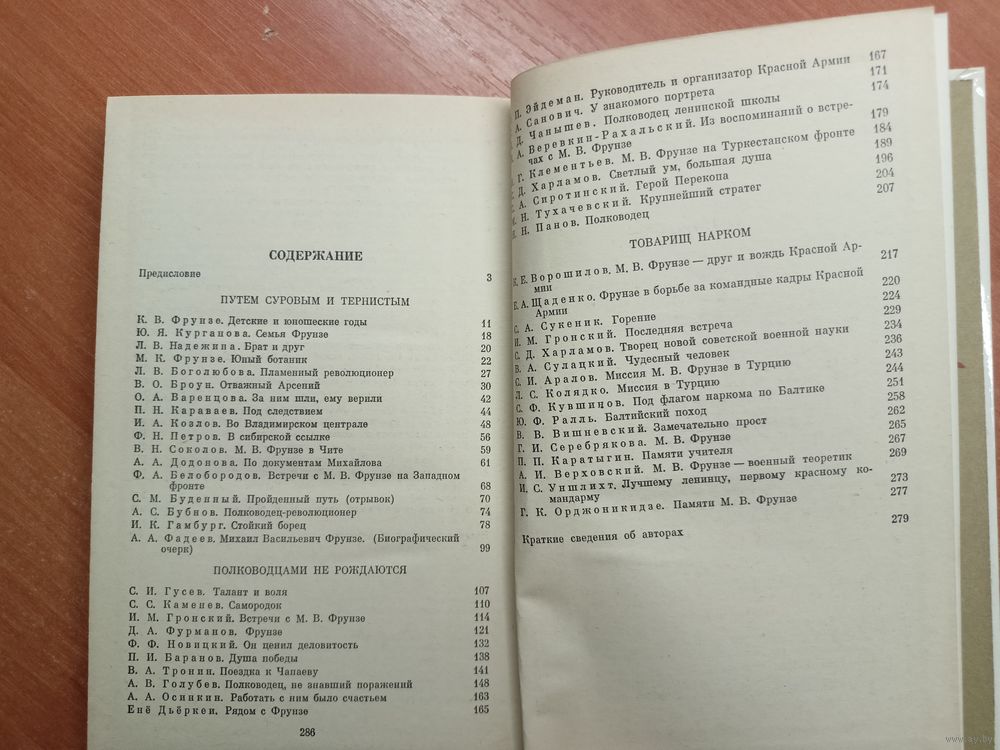 СОДЕРЖАНИЕ
Предисловие 3
ПУТЕМ СУРОВЫМ И ТЕРНИСТЫМ
К. В. Фрунзе. Детские и юношеские годы 11
Ю. Я. Курганова. Семья Фрунзе 18
Л. В. Надежина. Брат и друг 20
М. К. Фрунзе. Юный ботаник 22
Л. В. Боголюбова. Пламенный революционер 27
В. О. Броун. Отважный Арсений 30
О. А. Варенцова. За ним шли, ему верили 42
П. Н. Караваев. Под следствием 44
И. А. Козлов. Во Владимирском централе 48
Ф. Н. Петров. В сибирской ссылке 56
В. Н. Соколов. М. В. Фрунзе в Чите 59
А. А. Додонова. По документам Михайлова 61
Ф. А. Белобородов. Встречи с М. В. Фрунзе на Западном
фронте 68
С. М. Буденный. Пройденный путь (отрывок) 70
А. С. Бубнов. Полководец-революционер 74
И. К. Гамбург. Стойкий борец 78
А. А. Фадеев. Михаил Васильевич Фрунзе. (Биографический
очерк) 99
ПОЛКОВОДЦАМИ НЕ РОЖДАЮТСЯ
С. И. Гусев. Талант и воля 107
С. С. Каменев. Самородок 110
И. М. Гронский. Встречи с М. В. Фрунзе 114
Д. А. Фурманов. Фрунзе 121
Ф. Ф. Новицкий. Он ценил деловитость 132
П. И. Баранов. Душа победы 138
В. А. Тронин. Поездка к Чапаеву 141
А. В. Голубев. Полководец, не знавший поражений 148
А. А. Осинкин. Работать с ним было счастьем 163
Енё Дьёркеи. Рядом с Фрунзе 165
286
Эйдеман. Руководитель и организатор Красной Армии 167
А. Санович. У знакомого портрета 171
Д. Чанышев. Полководец ленинской школы 174
А. Веревкин-Рахальский. Из воспоминаний о встре-
чах с М. В. Фрунзе 179
Г. Клементьев. М. В. Фрунзе на Туркестанском фронте 184
Д. Харламов. Светлый ум, большая душа 189
А. Сиротинский. Герой Перекопа 196
Н. Тухачевский. Крупнейший стратег 204
Н. Панов. Полководец 207
ТОВАРИЩ НАРКОМ
К. Е. Ворошилов. М. В. Фрунзе — друг и вождь Красной Ар-
мии 217
Е. А. Щаденко. Фрунзе в борьбе за командные кадры Красной
Армии 220
С. А. Сукеник. Горение 224
И. М. Гронский. Последняя встреча 229
С. Д. Харламов. Творец новой советской военной науки 234
В. А. Сулацкий. Чудесный человек 236
С. И. Аралов. Миссия М. В. Фрунзе в Турцию 243
Л. С. Колядко. Миссия в Турцию 244
С. Ф. Кувшинов. Под флагом наркома по Балтике 251
Ю. Ф. Ралль. Балтийский поход 258
В. В. Вишневский. Замечательно прост 262
Г. И. Серебрякова. М. В. Фрунзе 265
П. П. Каратыгин. Памяти учителя 267
А. И. Верховский. М. В. Фрунзе — военный теоретик 269
И. С. Уншлихт. Лучшему ленинцу, первому красному ко-
мандарму 273
Г. К. Орджоникидзе. Памяти М. В. Фрунзе 277
Краткие сведения об авторах 279
www.ay.by